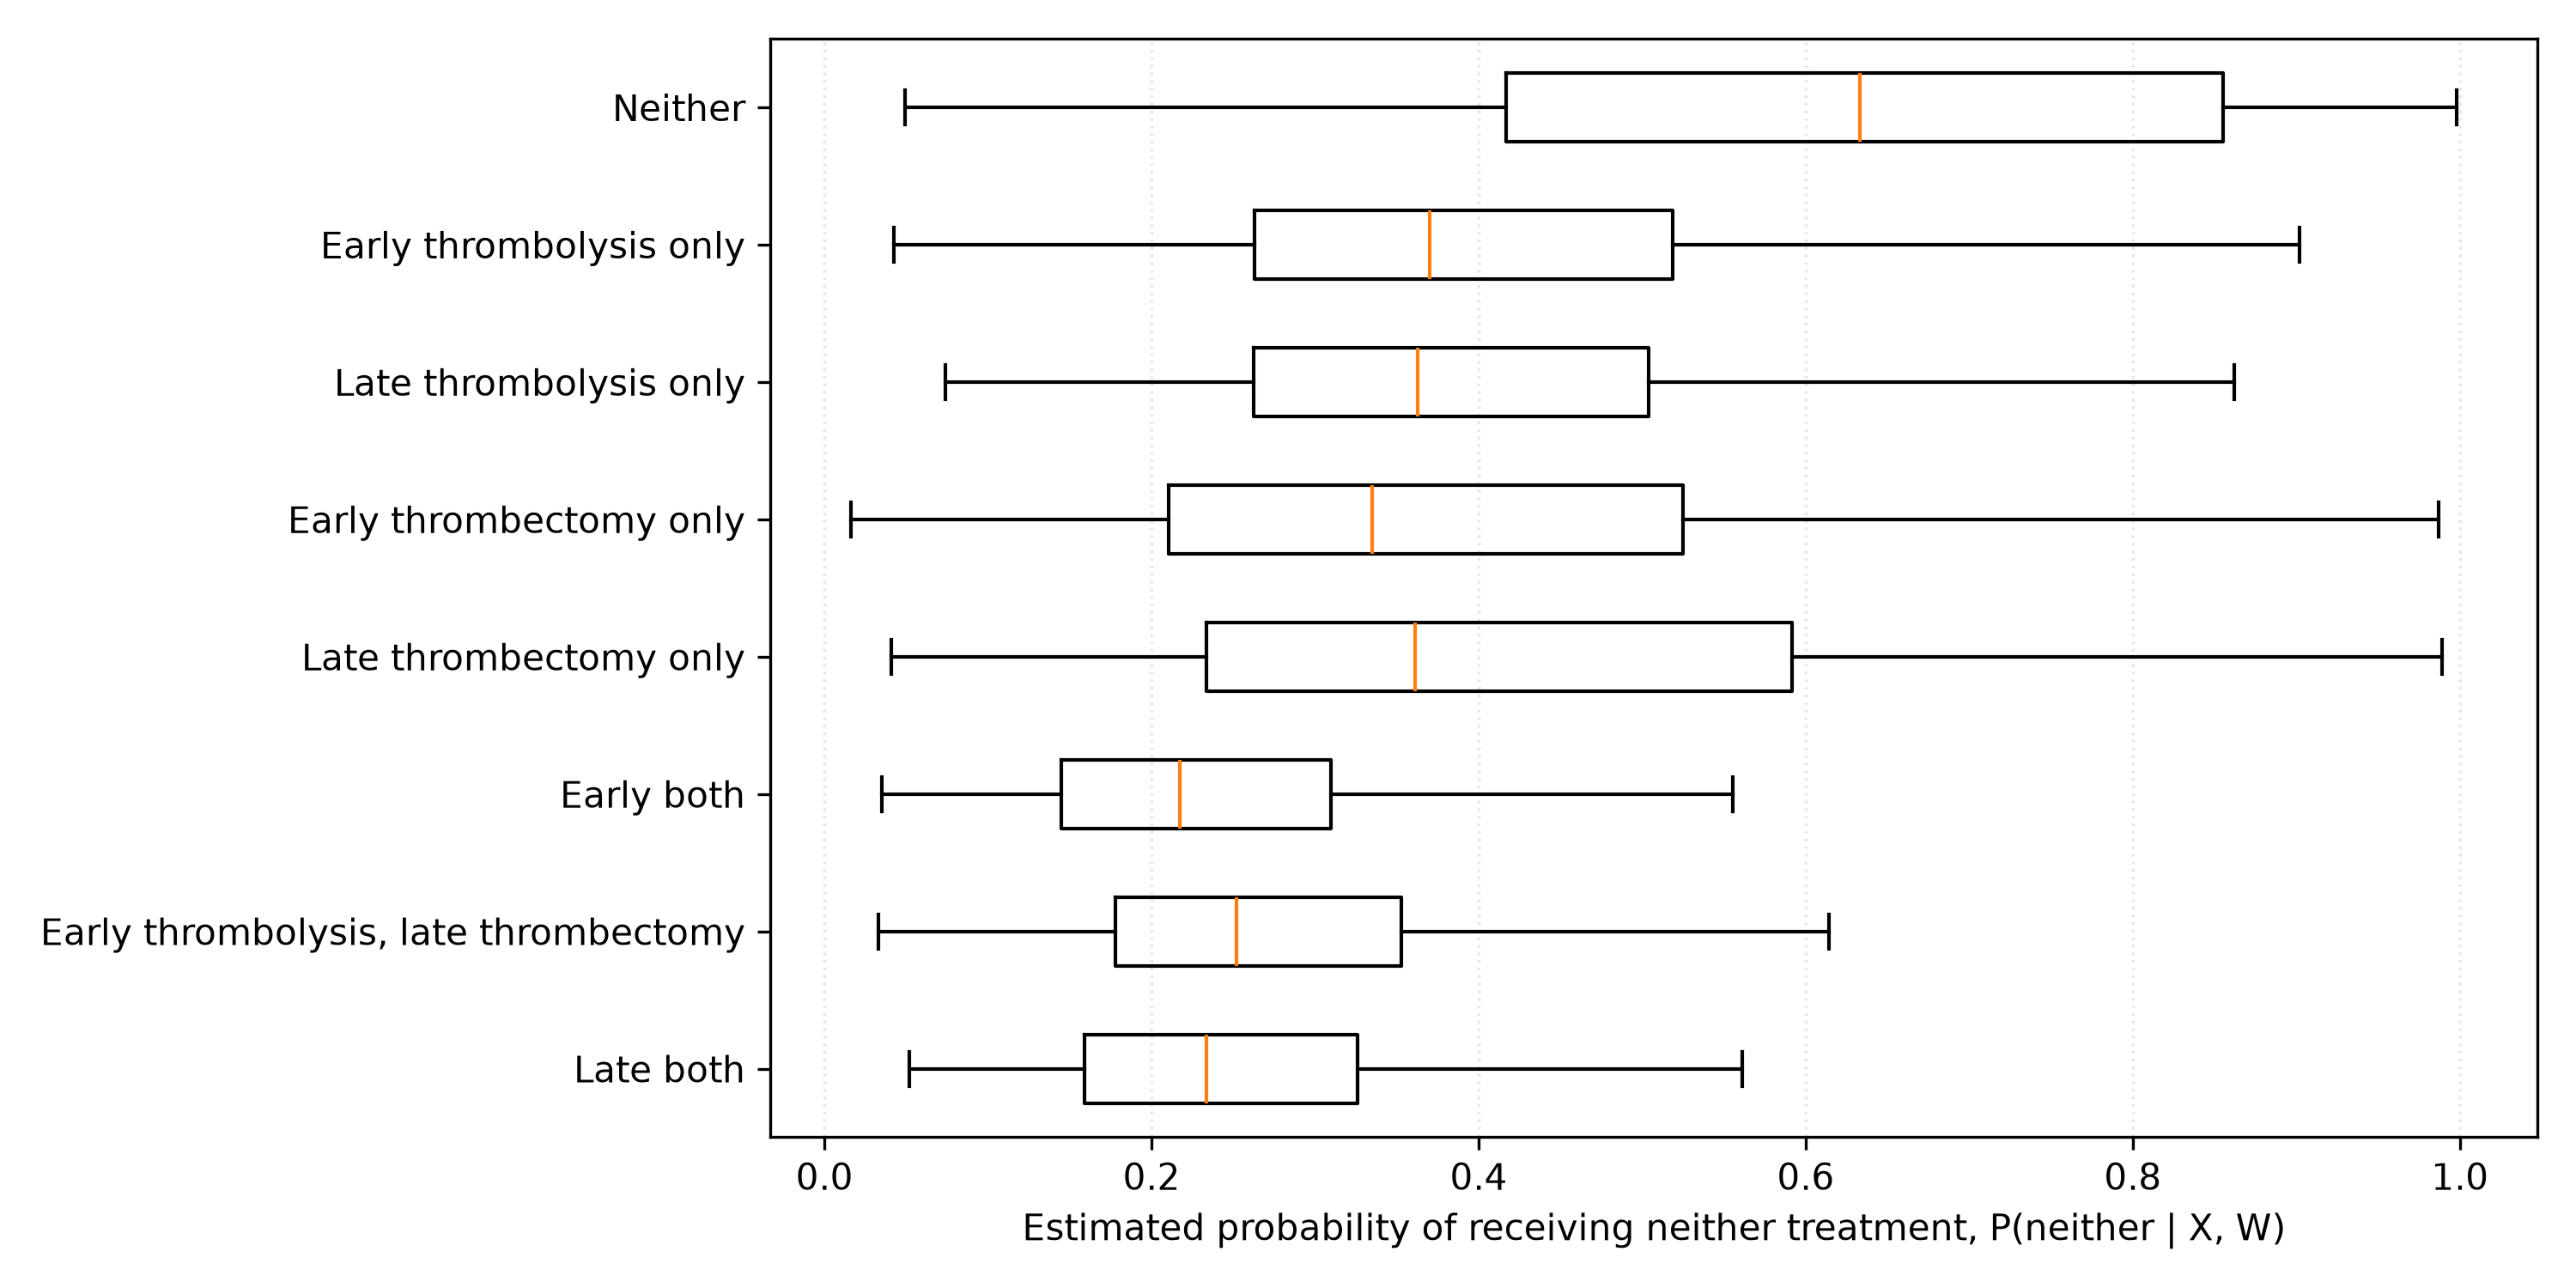 Neither
Early thrombolysis only
Late thrombolysis only
Early thrombectomy only
Late thrombectomy only
Early both
Early thrombolysis, late thrombectomy
Late both
0.0 0.2 0.4 0.6 0.8 1.0
Estimated probability of receiving neither treatment, P(neither | X, W)